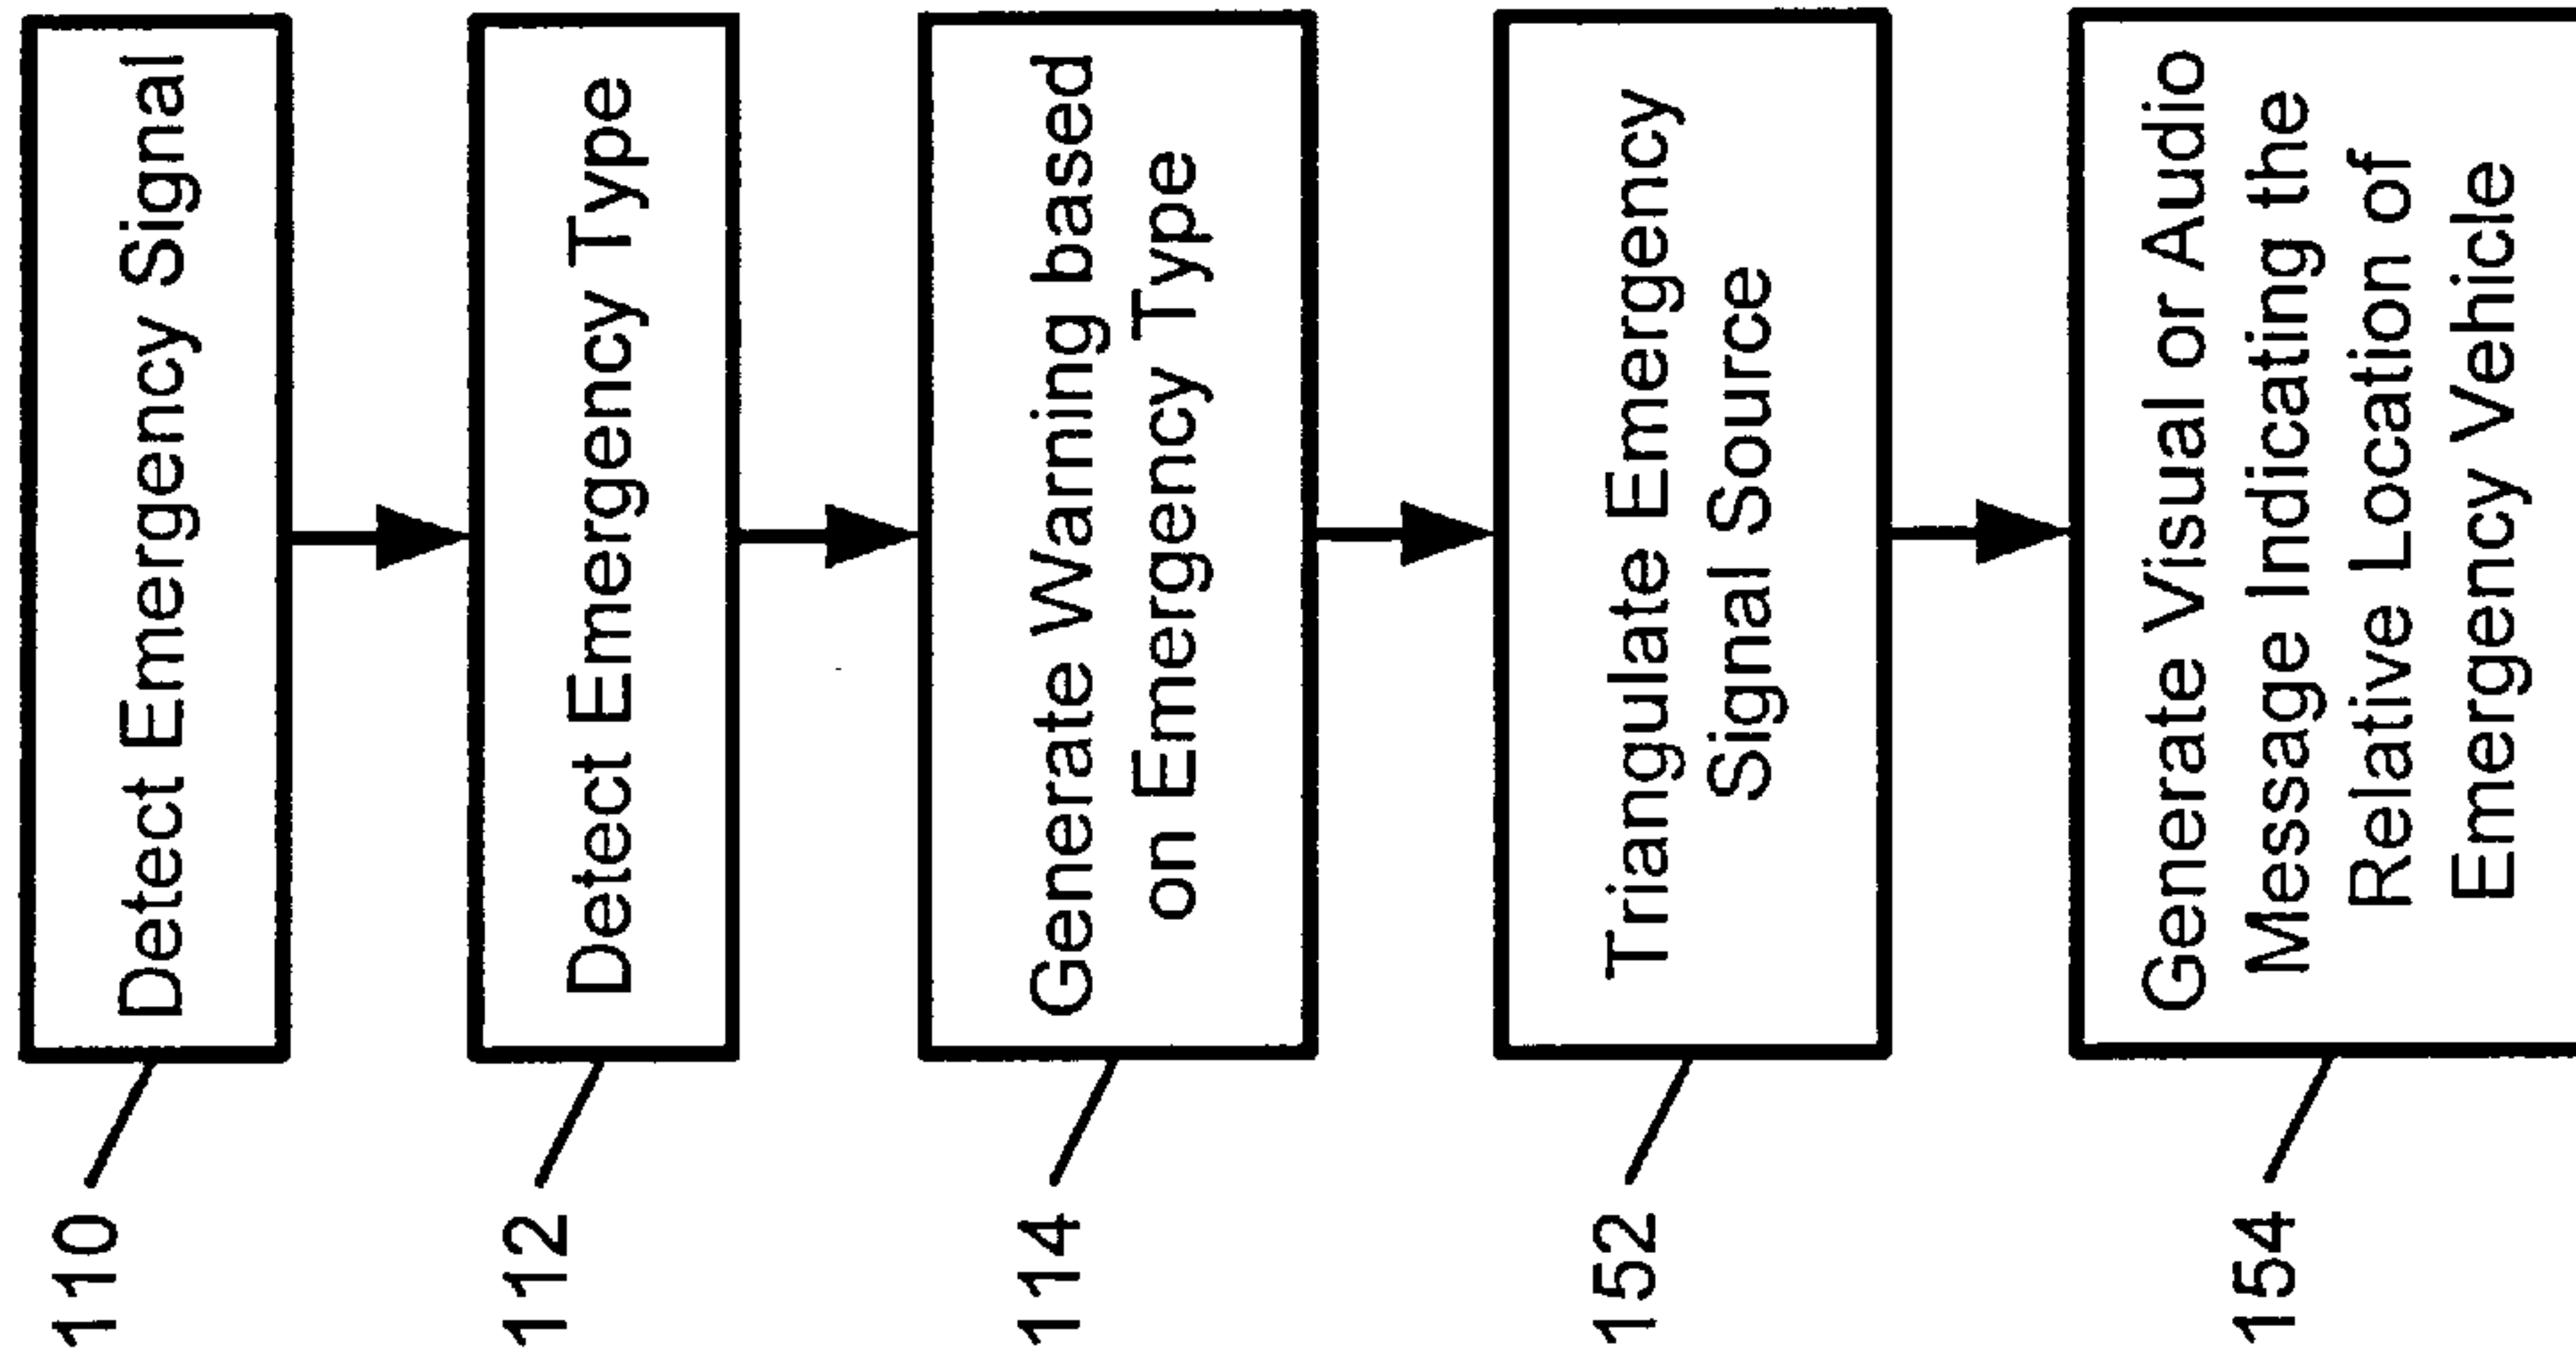 110
Detect Emergency Signal
112
Detect Emergency Type
114
Generate Warning based
on Emergency Type
152
Triangulate Emergency
Signal Source
154
Generate Visual or Audio
Message Indicating the
Relative Location of
Emergency Vehicle